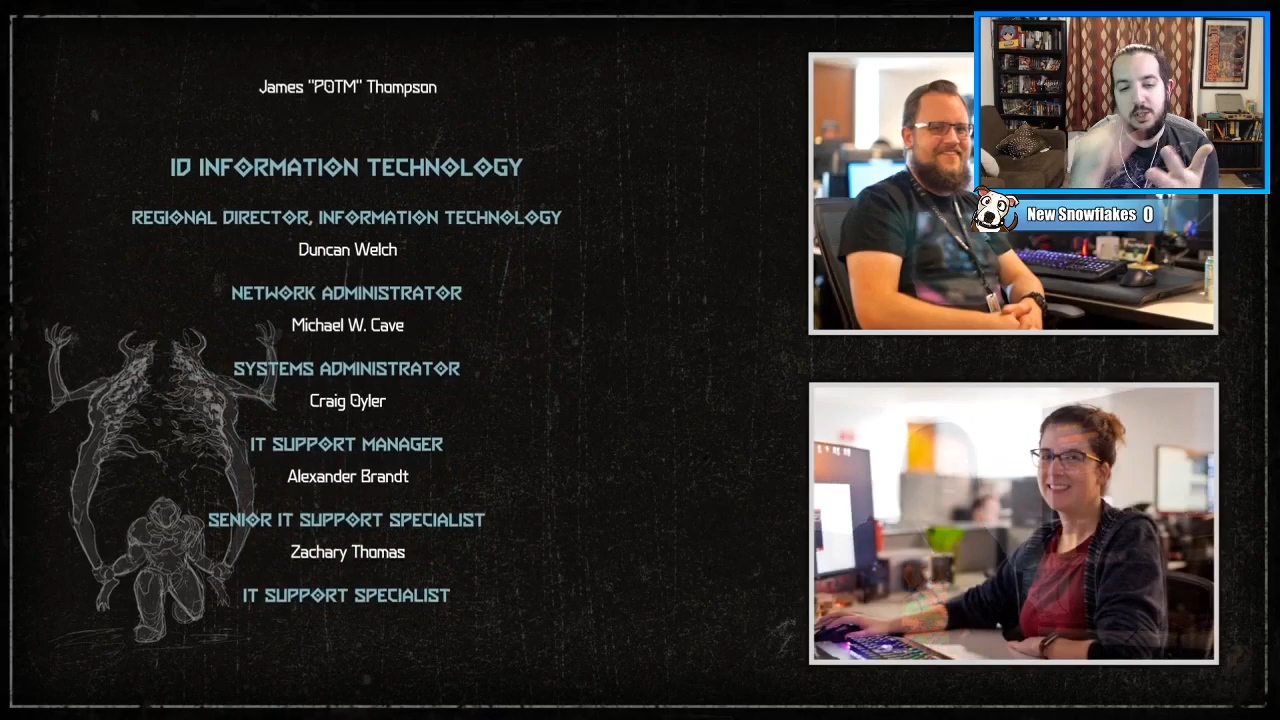 James "POTM" Thompson
ID INFORMATION TECHNOLOGY
REGIONAL DIRECTOR, INFORMATION TECHNOLOGY
Duncan Welch
NETWORK ADMINISTRATOR
Michael W. Cave
SYSTEMS ADMINISTRATOR
Craig Oyler
IT SUPPORT MANAGER
Alexander Brandt
SENIOR IT SUPPORT SPECIALIST
Zachary Thomas
IT SUPPORT SPECIALIST
New Snowflakes 0